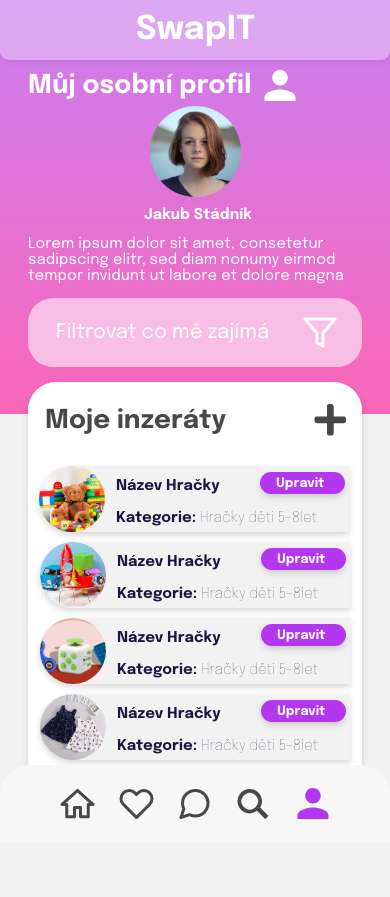 SwapIT
Můj osobní profil
Jakub Stádník
Lorem ipsum dolor sit amet, consetetur
sadipscing elitr, sed diam nonumy eirmod
tempor invidunt ut labore et dolore magna
Filtrovat co mě zajímá
Moje inzeráty
Název Hračky
Upravit
Kategorie: Hračky děti 5-8let
Název Hračky
Upravit
Kategorie: Hračky děti 5-8let
Název Hračky
Upravit
Kategorie: Hračky děti 5-8let
Název Hračky
Upravit
Kategorie: Hračky děti 5-8let